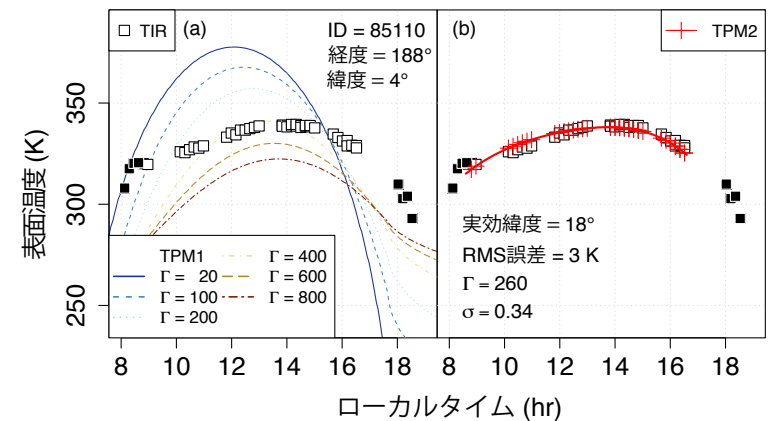 TIR
(a)
ID = 85110
経度 = 188°
緯度 = 4°
(b)
TPM2
350
300
250
表面温度 (K)
TPM1
Γ = 20
Γ = 100
Γ = 200
Γ = 400
Γ = 600
Γ = 800
実効緯度 = 18°
RMS誤差 = 3 K
Γ = 260
σ = 0.34
8 10 12 14 16 18
8 10 12 14 16 18
ローカルタイム (hr)